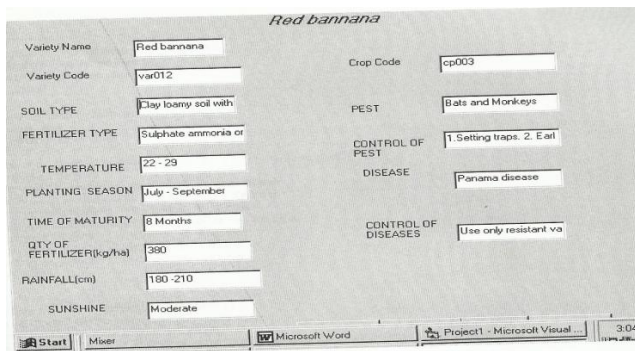 Red bannana
Variety Name Red bannana
Crop Code cp003
Variety Code var012
SOIL TYPE Clay loamy soil with
PEST Bats and Monkeys
FERTILIZER TYPE Sulphate ammonia or
CONTROL OF PEST 1.Setting traps. 2. Earl
TEMPERATURE 22 - 29
DISEASE Panama disease
PLANTING SEASON July - September
TIME OF MATURITY 8 Months
CONTROL OF DISEASES Use only resistant va
QTY OF FERTILIZER(kg/ha) 380
RAINFALL(cm) 180 -210
SUNSHINE Moderate
Start Mixer Microsoft Word Project1 - Microsoft Visual ... 3:04